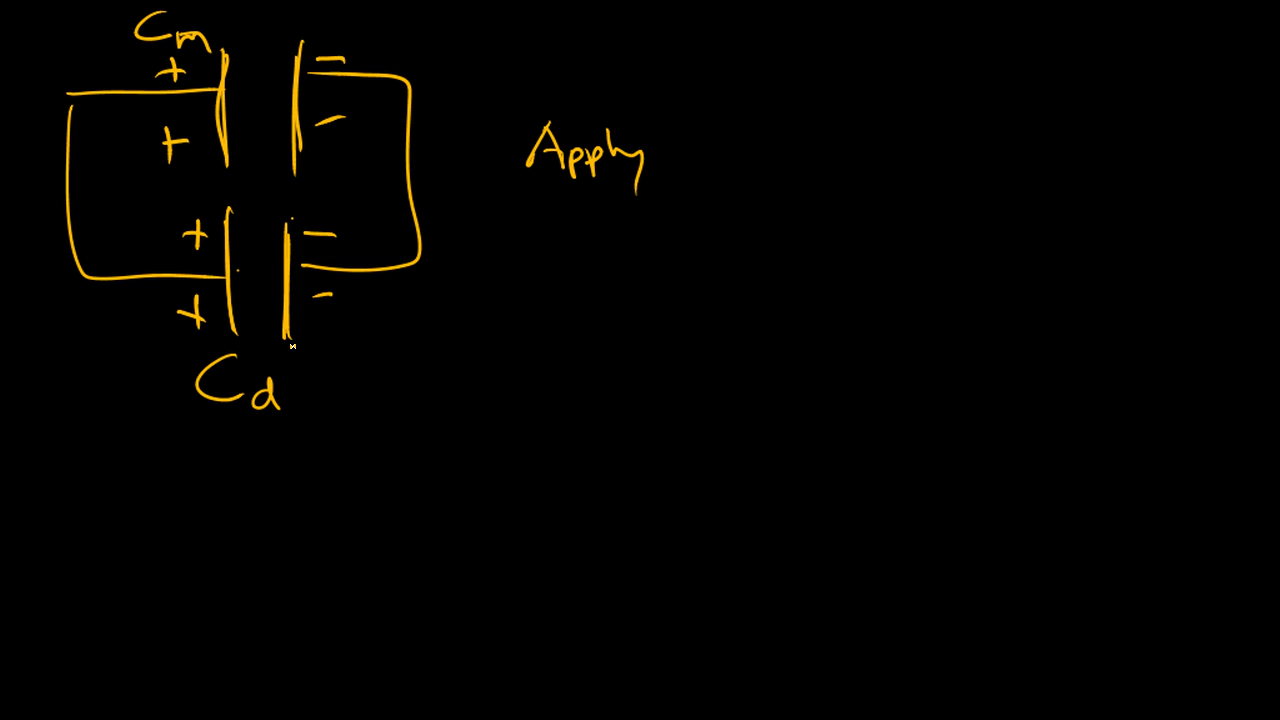 Cm
+ -
+ -
Apply
+ -
+ -
Cd